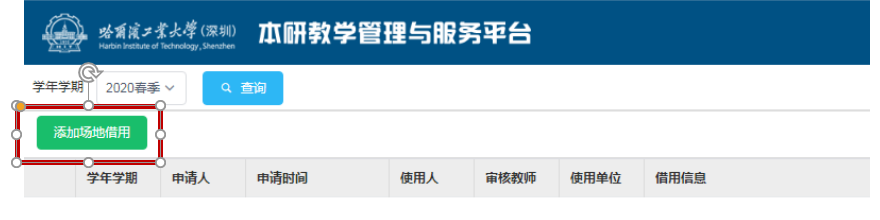 哈爾濱工業大學(深圳) 本研教学管理与服务平台
Harbin Institute of Technology, Shenzhen
学年学期 2020春季 查询
添加场地借用
学年学期 申请人 申请时间 使用人 审核教师 使用单位 借用信息